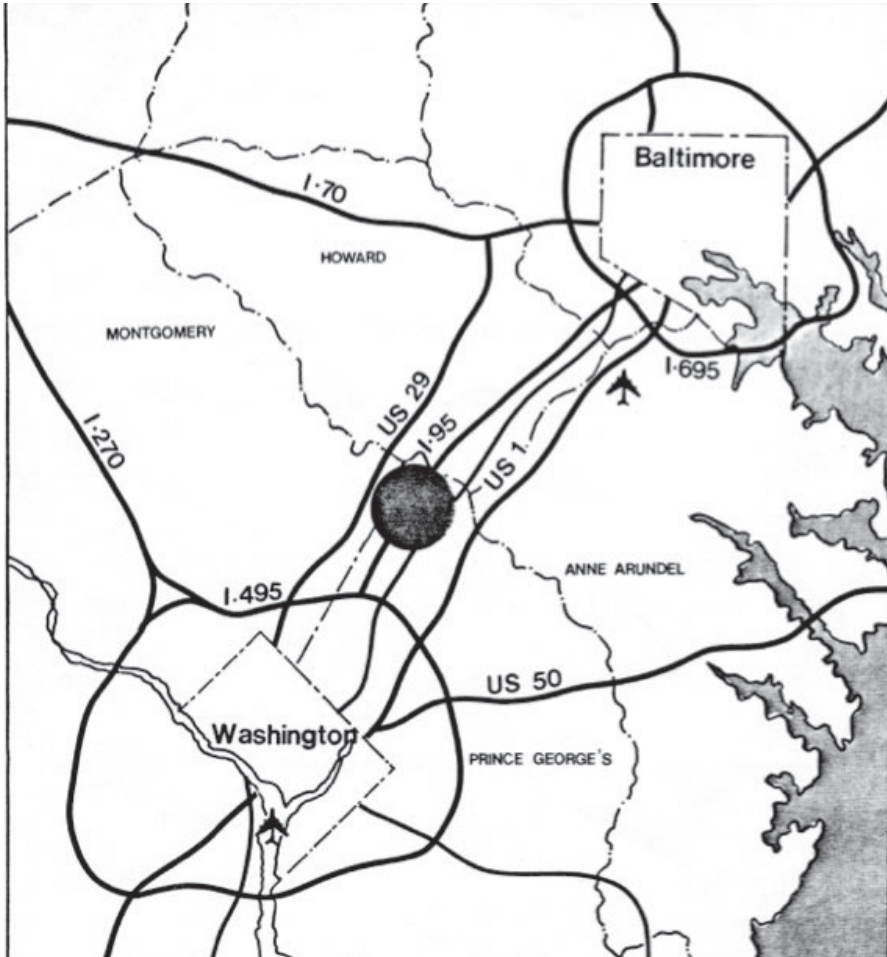 Baltimore
I-70
HOWARD
MONTGOMERY
I-695
US 29
I-95
I-270
US 1
ANNE ARUNDEL
I-495
US 50
Washington
PRINCE GEORGE'S